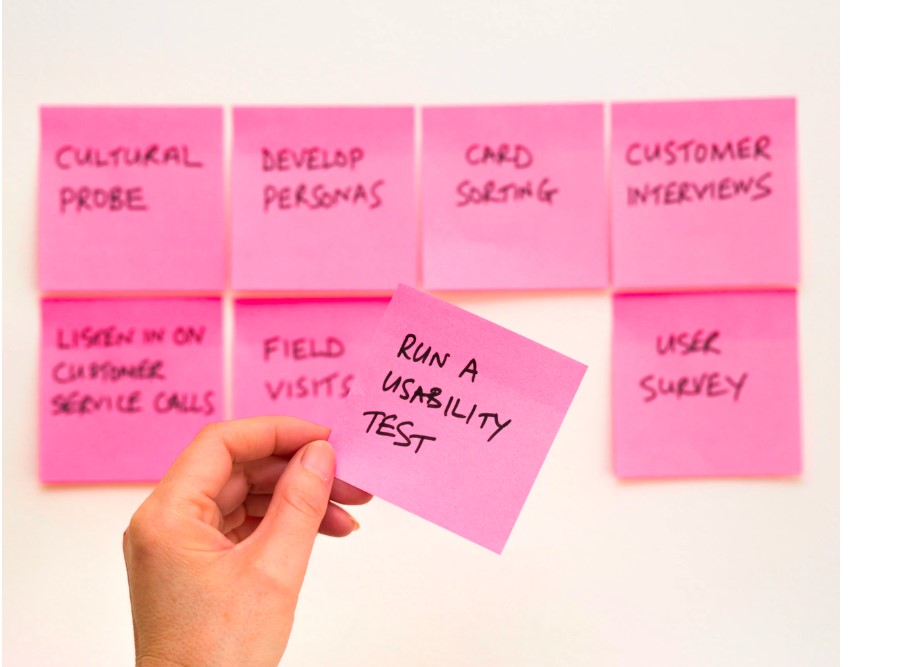 CULTURAL
PROBE
DEVELOP
PERSONAS
CARD
SORTING
CUSTOMER
INTERVIEWS
LISTEN IN ON
CUSTOMER
SERVICE CALLS
FIELD
VISITS
RUN A
USABILITY
TEST
USER
SURVEY